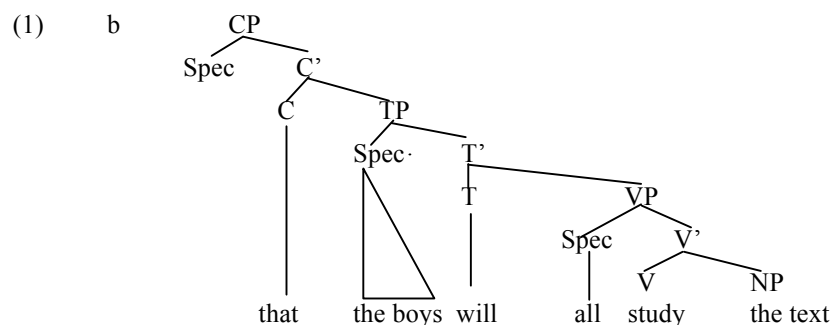 (1) b CP
Spec C’
C TP
Spec. T’
T VP
Spec V’
V NP
that the boys will all study the text